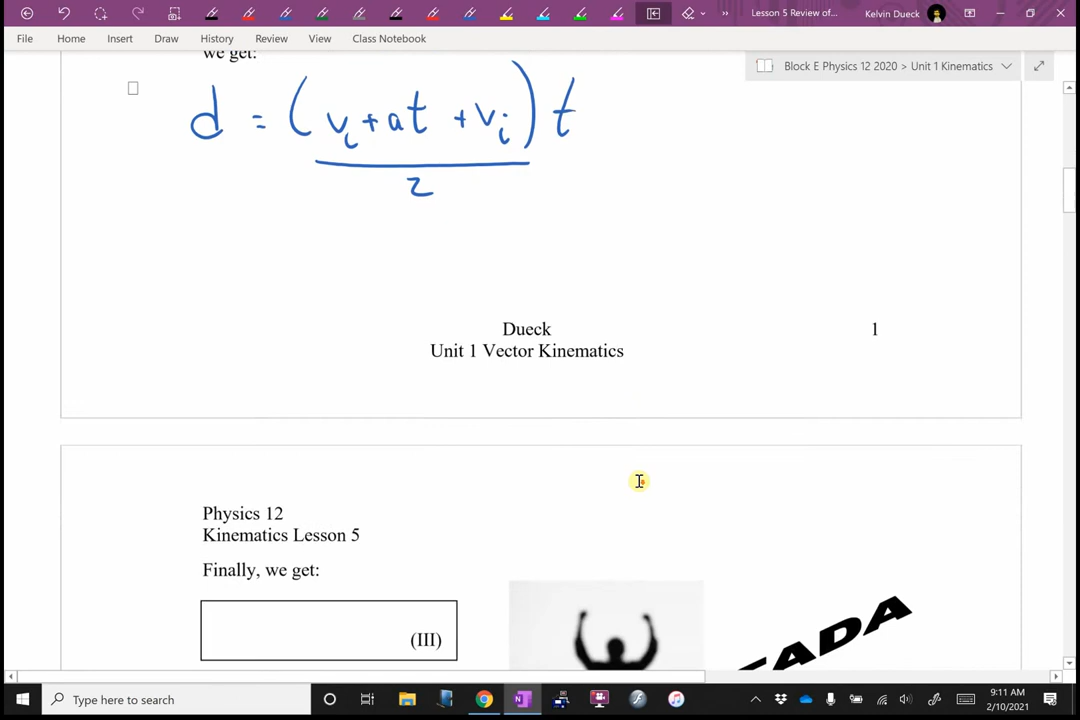 Lesson 5 Review of...
Kelvin Dueck
File Home Insert Draw History Review View Class Notebook
we get:
Block E Physics 12 2020 > Unit 1 Kinematics
d = (vi + at + vi / 2) t
Dueck
1
Unit 1 Vector Kinematics
Physics 12
Kinematics Lesson 5
Finally, we get:
(III)
TADA
Type here to search
9:11 AM
2/10/2021